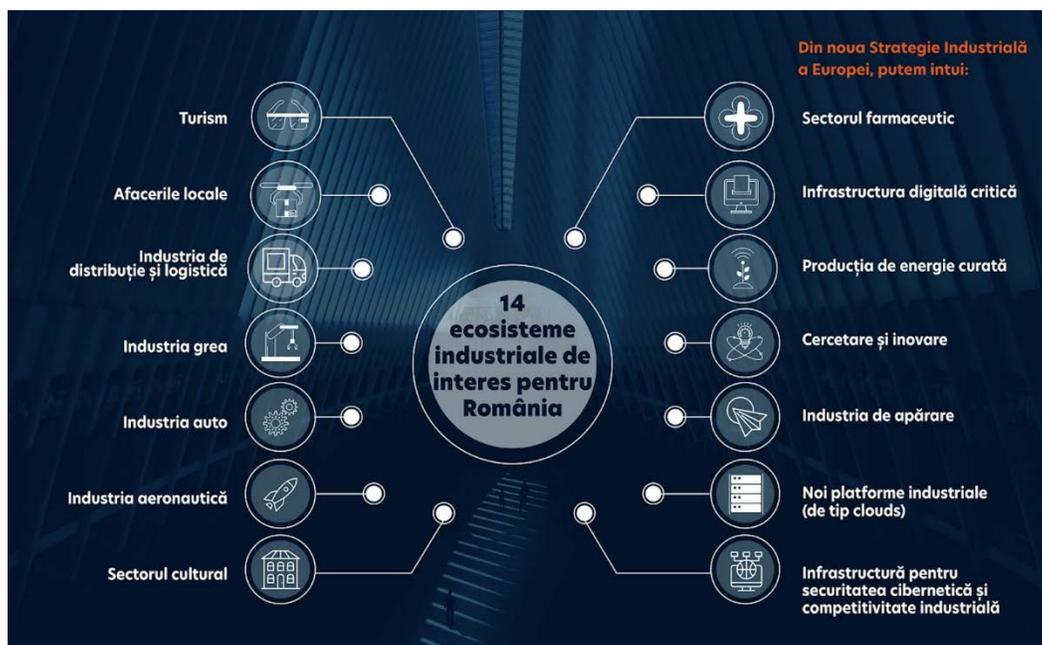 Din noua Strategie Industrială
a Europei, putem intui:
Turism
Afacerile locale
Industria de
distribuție și logistică
Industria grea
Industria auto
Industria aeronautică
Sectorul cultural
14
ecosisteme
industriale de
interes pentru
România
Sectorul farmaceutic
Infrastructura digitală critică
Producția de energie curată
Cercetare și inovare
Industria de apărare
Noi platforme industriale
(de tip clouds)
Infrastructură pentru
securitatea cibernetică și
competitivitate industrială